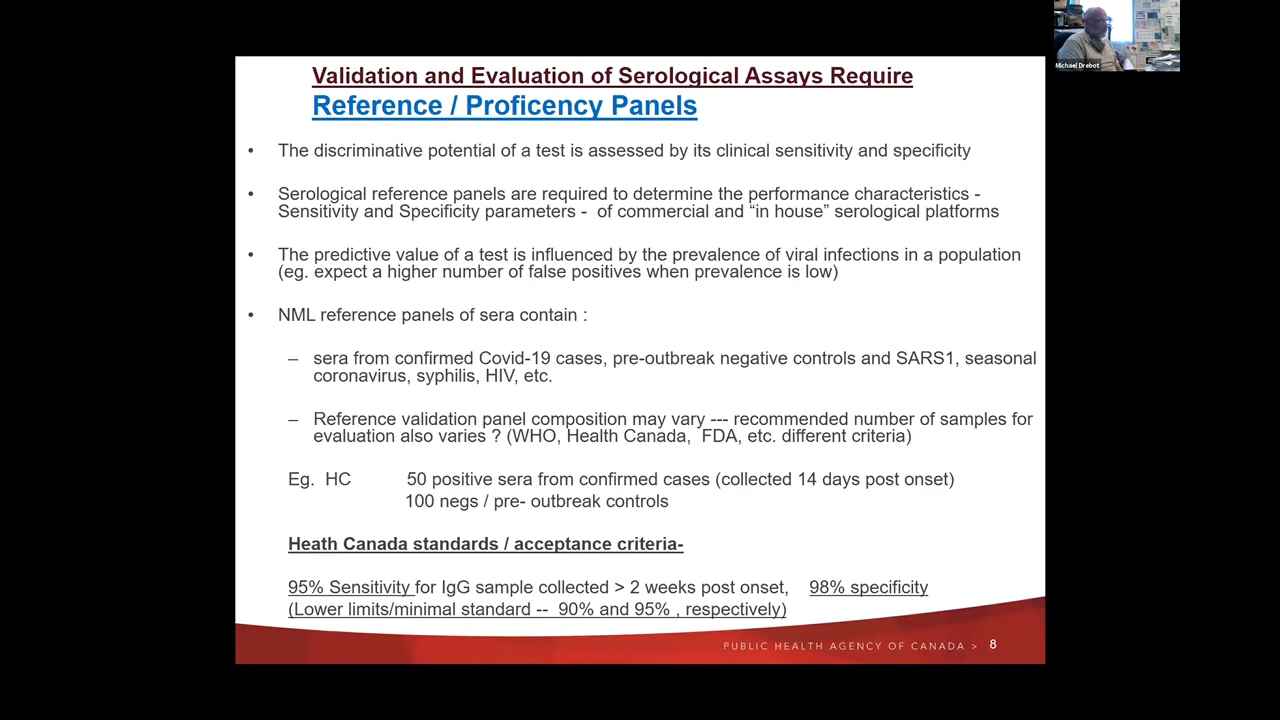 Validation and Evaluation of Serological Assays Require
Reference / Proficency Panels
• The discriminative potential of a test is assessed by its clinical sensitivity and specificity
• Serological reference panels are required to determine the performance characteristics -
Sensitivity and Specificity parameters - of commercial and “in house” serological platforms
• The predictive value of a test is influenced by the prevalence of viral infections in a population
(eg. expect a higher number of false positives when prevalence is low)
• NML reference panels of sera contain :
– sera from confirmed Covid-19 cases, pre-outbreak negative controls and SARS1, seasonal
coronavirus, syphilis, HIV, etc.
– Reference validation panel composition may vary --- recommended number of samples for
evaluation also varies ? (WHO, Health Canada, FDA, etc. different criteria)
Eg. HC 50 positive sera from confirmed cases (collected 14 days post onset)
100 negs / pre- outbreak controls
Heath Canada standards / acceptance criteria-
95% Sensitivity for IgG sample collected > 2 weeks post onset, 98% specificity
(Lower limits/minimal standard -- 90% and 95% , respectively)
PUBLIC HEALTH AGENCY OF CANADA > 8
Michael Drebot